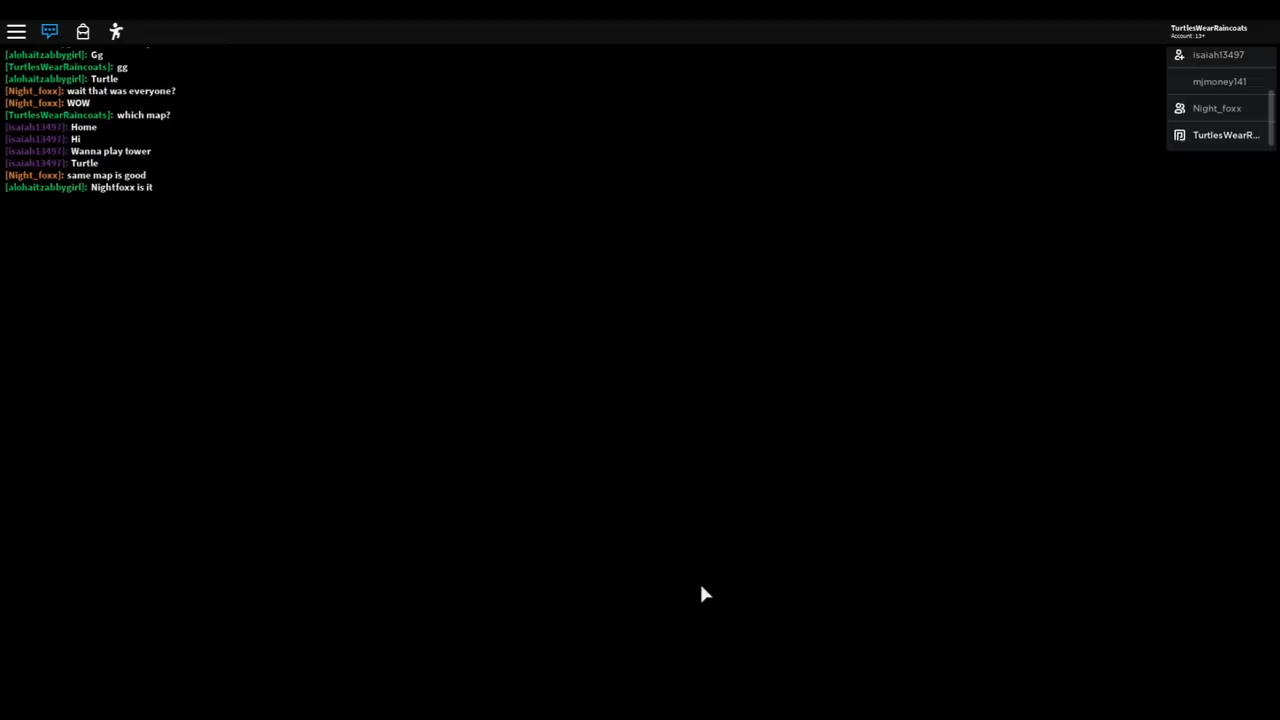 TurtlesWearRaincoats
Account: 13+
[alohaitzabbygirl]: Gg
[TurtlesWearRaincoats]: gg
[alohaitzabbygirl]: Turtle
[Night_foxx]: wait that was everyone?
[Night_foxx]: WOW
[TurtlesWearRaincoats]: which map?
[isaiah13497]: Home
[isaiah13497]: Hi
[isaiah13497]: Wanna play tower
[isaiah13497]: Turtle
[Night_foxx]: same map is good
[alohaitzabbygirl]: Nightfoxx is it
isaiah13497
mjmoney141
Night_foxx
TurtlesWearR...